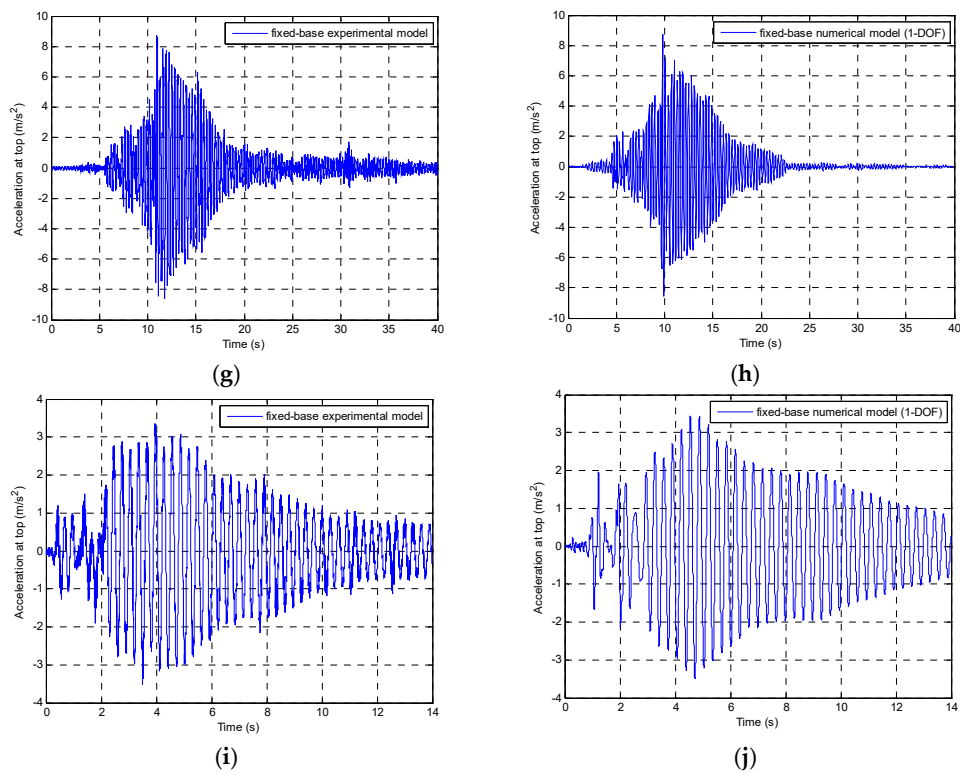 10
8
6
4
2
0
-2
-4
-6
-8
-10
Acceleration at top (m/s²)
fixed-base experimental model
0 5 10 15 20 25 30 35 40
Time (s)
(g)
10
8
6
4
2
0
-2
-4
-6
-8
-10
Acceleration at top (m/s²)
fixed-base numerical model (1-DOF)
0 5 10 15 20 25 30 35 40
Time (s)
(h)
4
3
2
1
0
-1
-2
-3
-4
Acceleration at top (m/s²)
fixed-base experimental model
0 2 4 6 8 10 12 14
Time (s)
(i)
4
3
2
1
0
-1
-2
-3
-4
Acceleration at top (m/s²)
fixed-base numerical model (1-DOF)
0 2 4 6 8 10 12 14
Time (s)
(j)